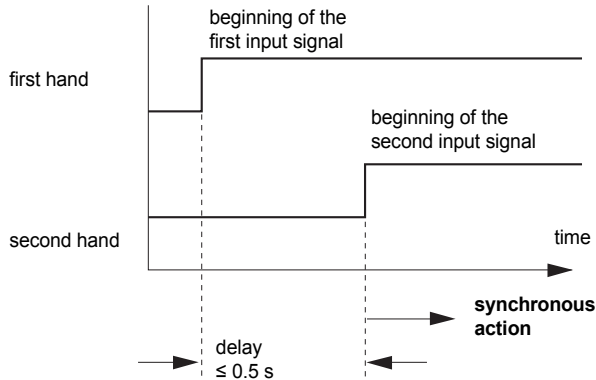 beginning of the
first input signal
first hand
beginning of the
second input signal
second hand
time
synchronous
action
delay
≤ 0.5 s